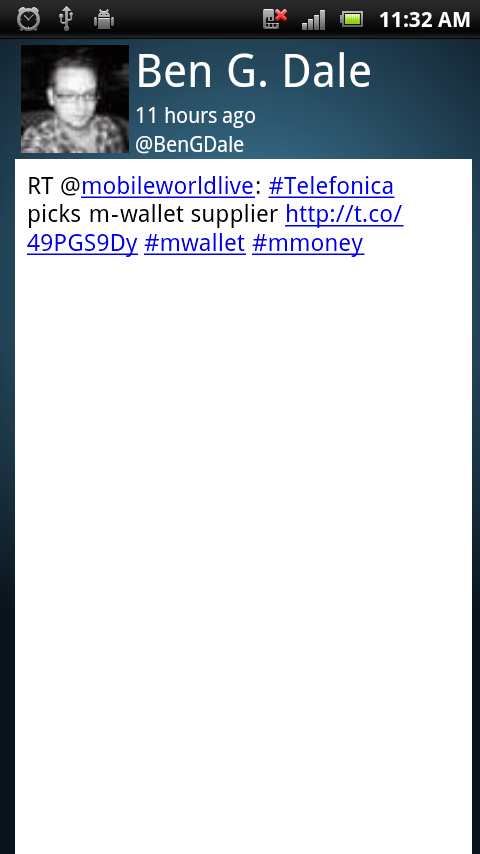 11:32 AM
Ben G. Dale
11 hours ago
@BenGDale
RT @mobileworldlive: #Telefonica
picks m-wallet supplier http://t.co/
49PGS9Dy #mwallet #mmoney